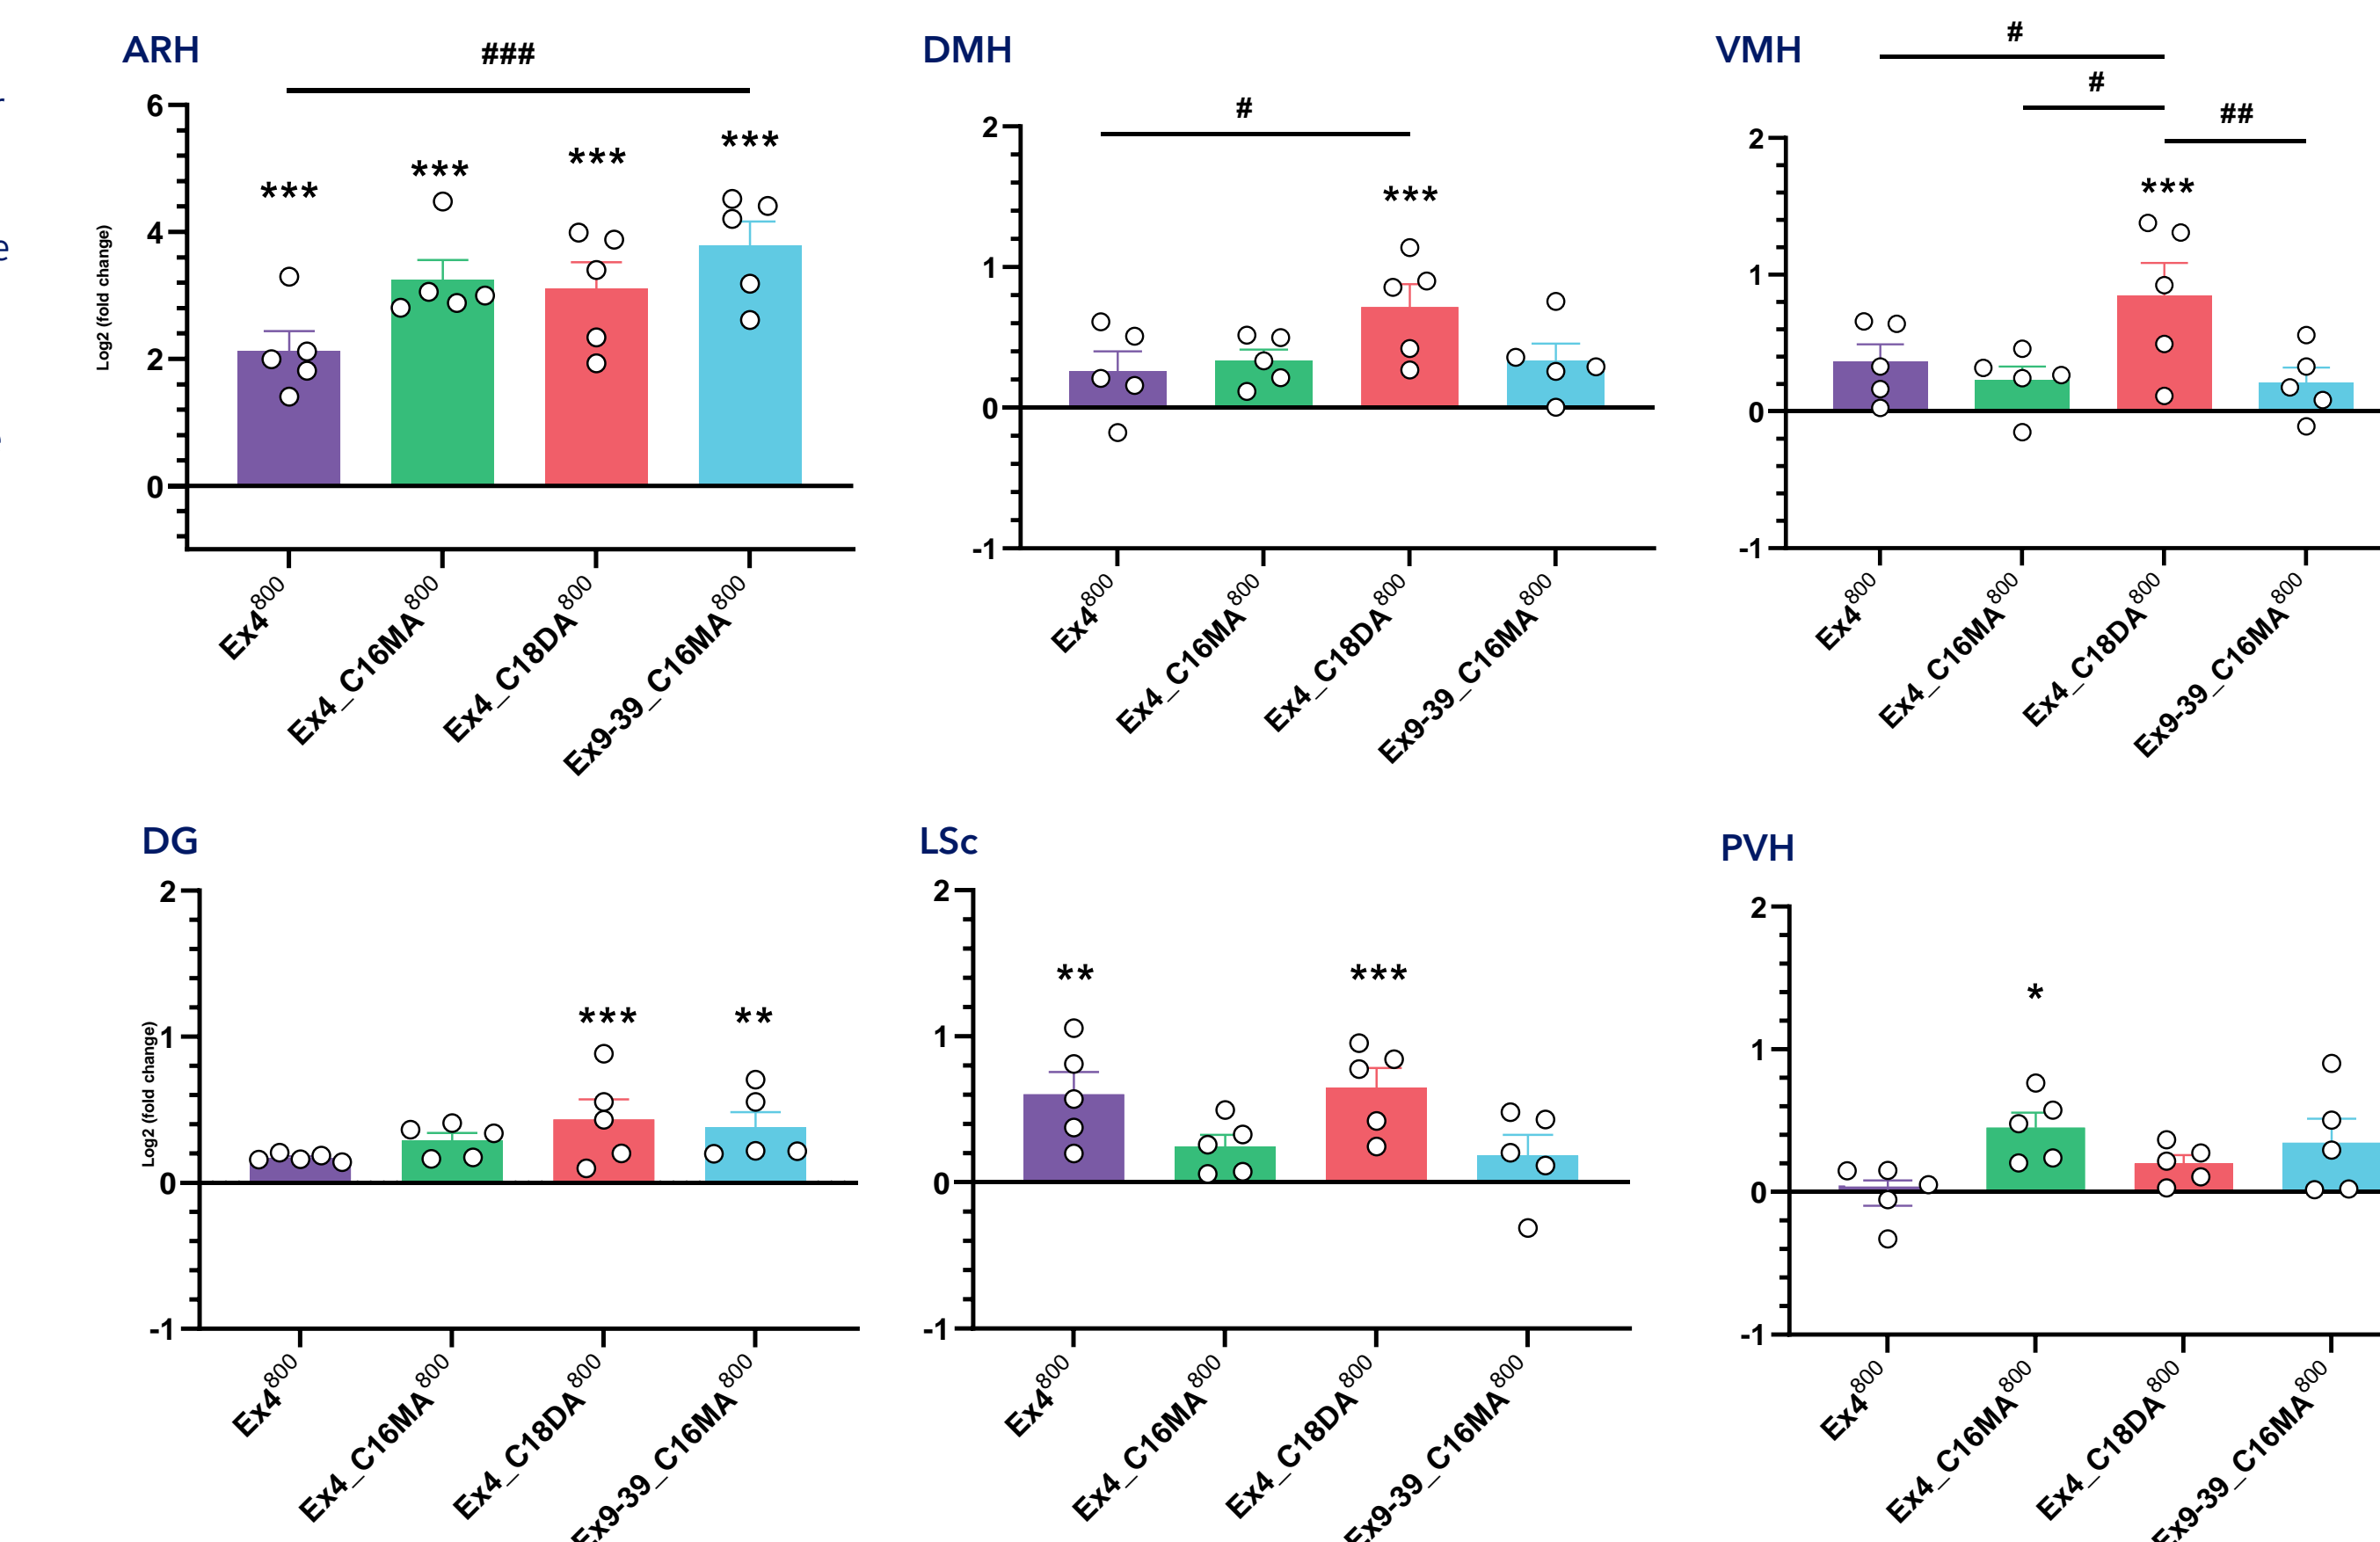 ARH
###
***
***
***
***
Log2 (fold change)
6
4
2
0
Ex4800
Ex4_C16MA800
Ex4_C18DA800
Ex9-39_C16MA800
DMH
#
***
2
1
0
-1
Ex4800
Ex4_C16MA800
Ex4_C18DA800
Ex9-39_C16MA800
VMH
#
#
##
***
2
1
0
-1
Ex4800
Ex4_C16MA800
Ex4_C18DA800
Ex9-39_C16MA800
DG
***
**
Log2 (fold change)
2
1
0
-1
Ex4800
Ex4_C16MA800
Ex4_C18DA800
Ex9-39_C16MA800
LSc
**
***
2
1
0
-1
Ex4800
Ex4_C16MA800
Ex4_C18DA800
Ex9-39_C16MA800
PVH
*
2
1
0
-1
Ex4800
Ex4_C16MA800
Ex4_C18DA800
Ex9-39_C16MA800